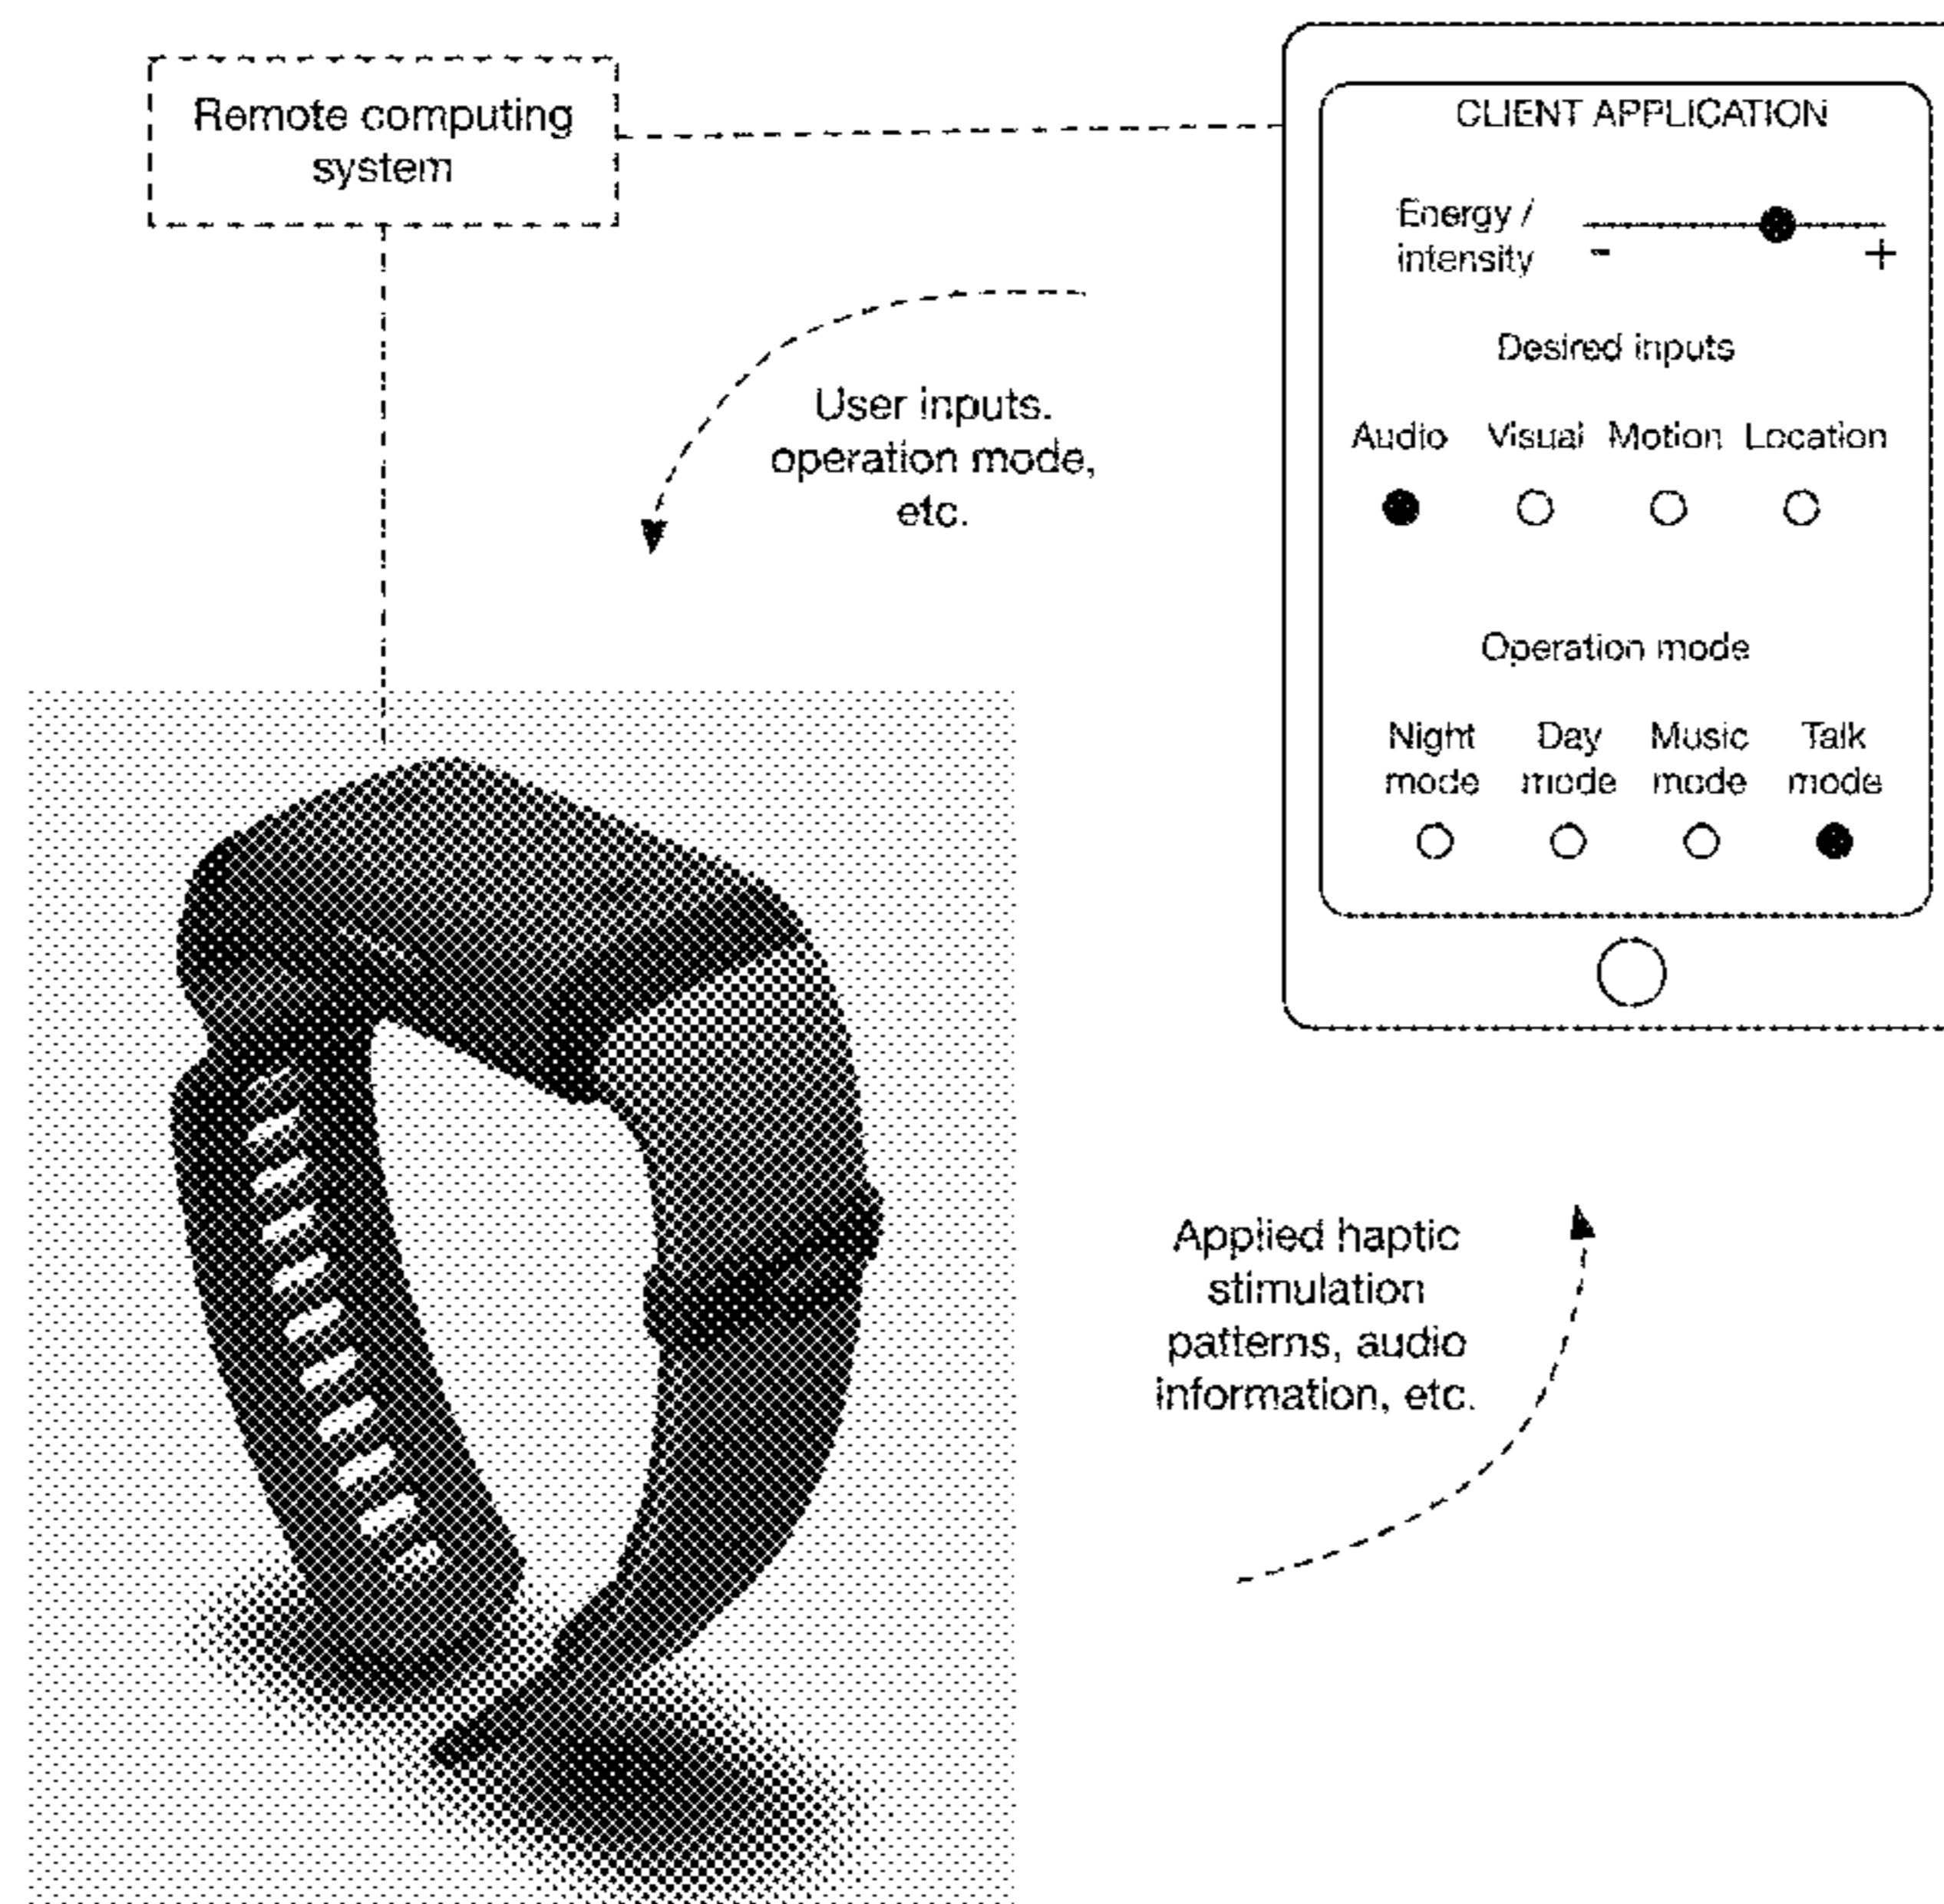 Remote computing
system
CLIENT APPLICATION
Energy /
intensity
-
+
Desired inputs
Audio Visual Motion Location
User inputs.
operation mode,
etc.
Operation mode
Night Day Music Talk
mode mode mode mode
Applied haptic
stimulation
patterns, audio
information, etc.